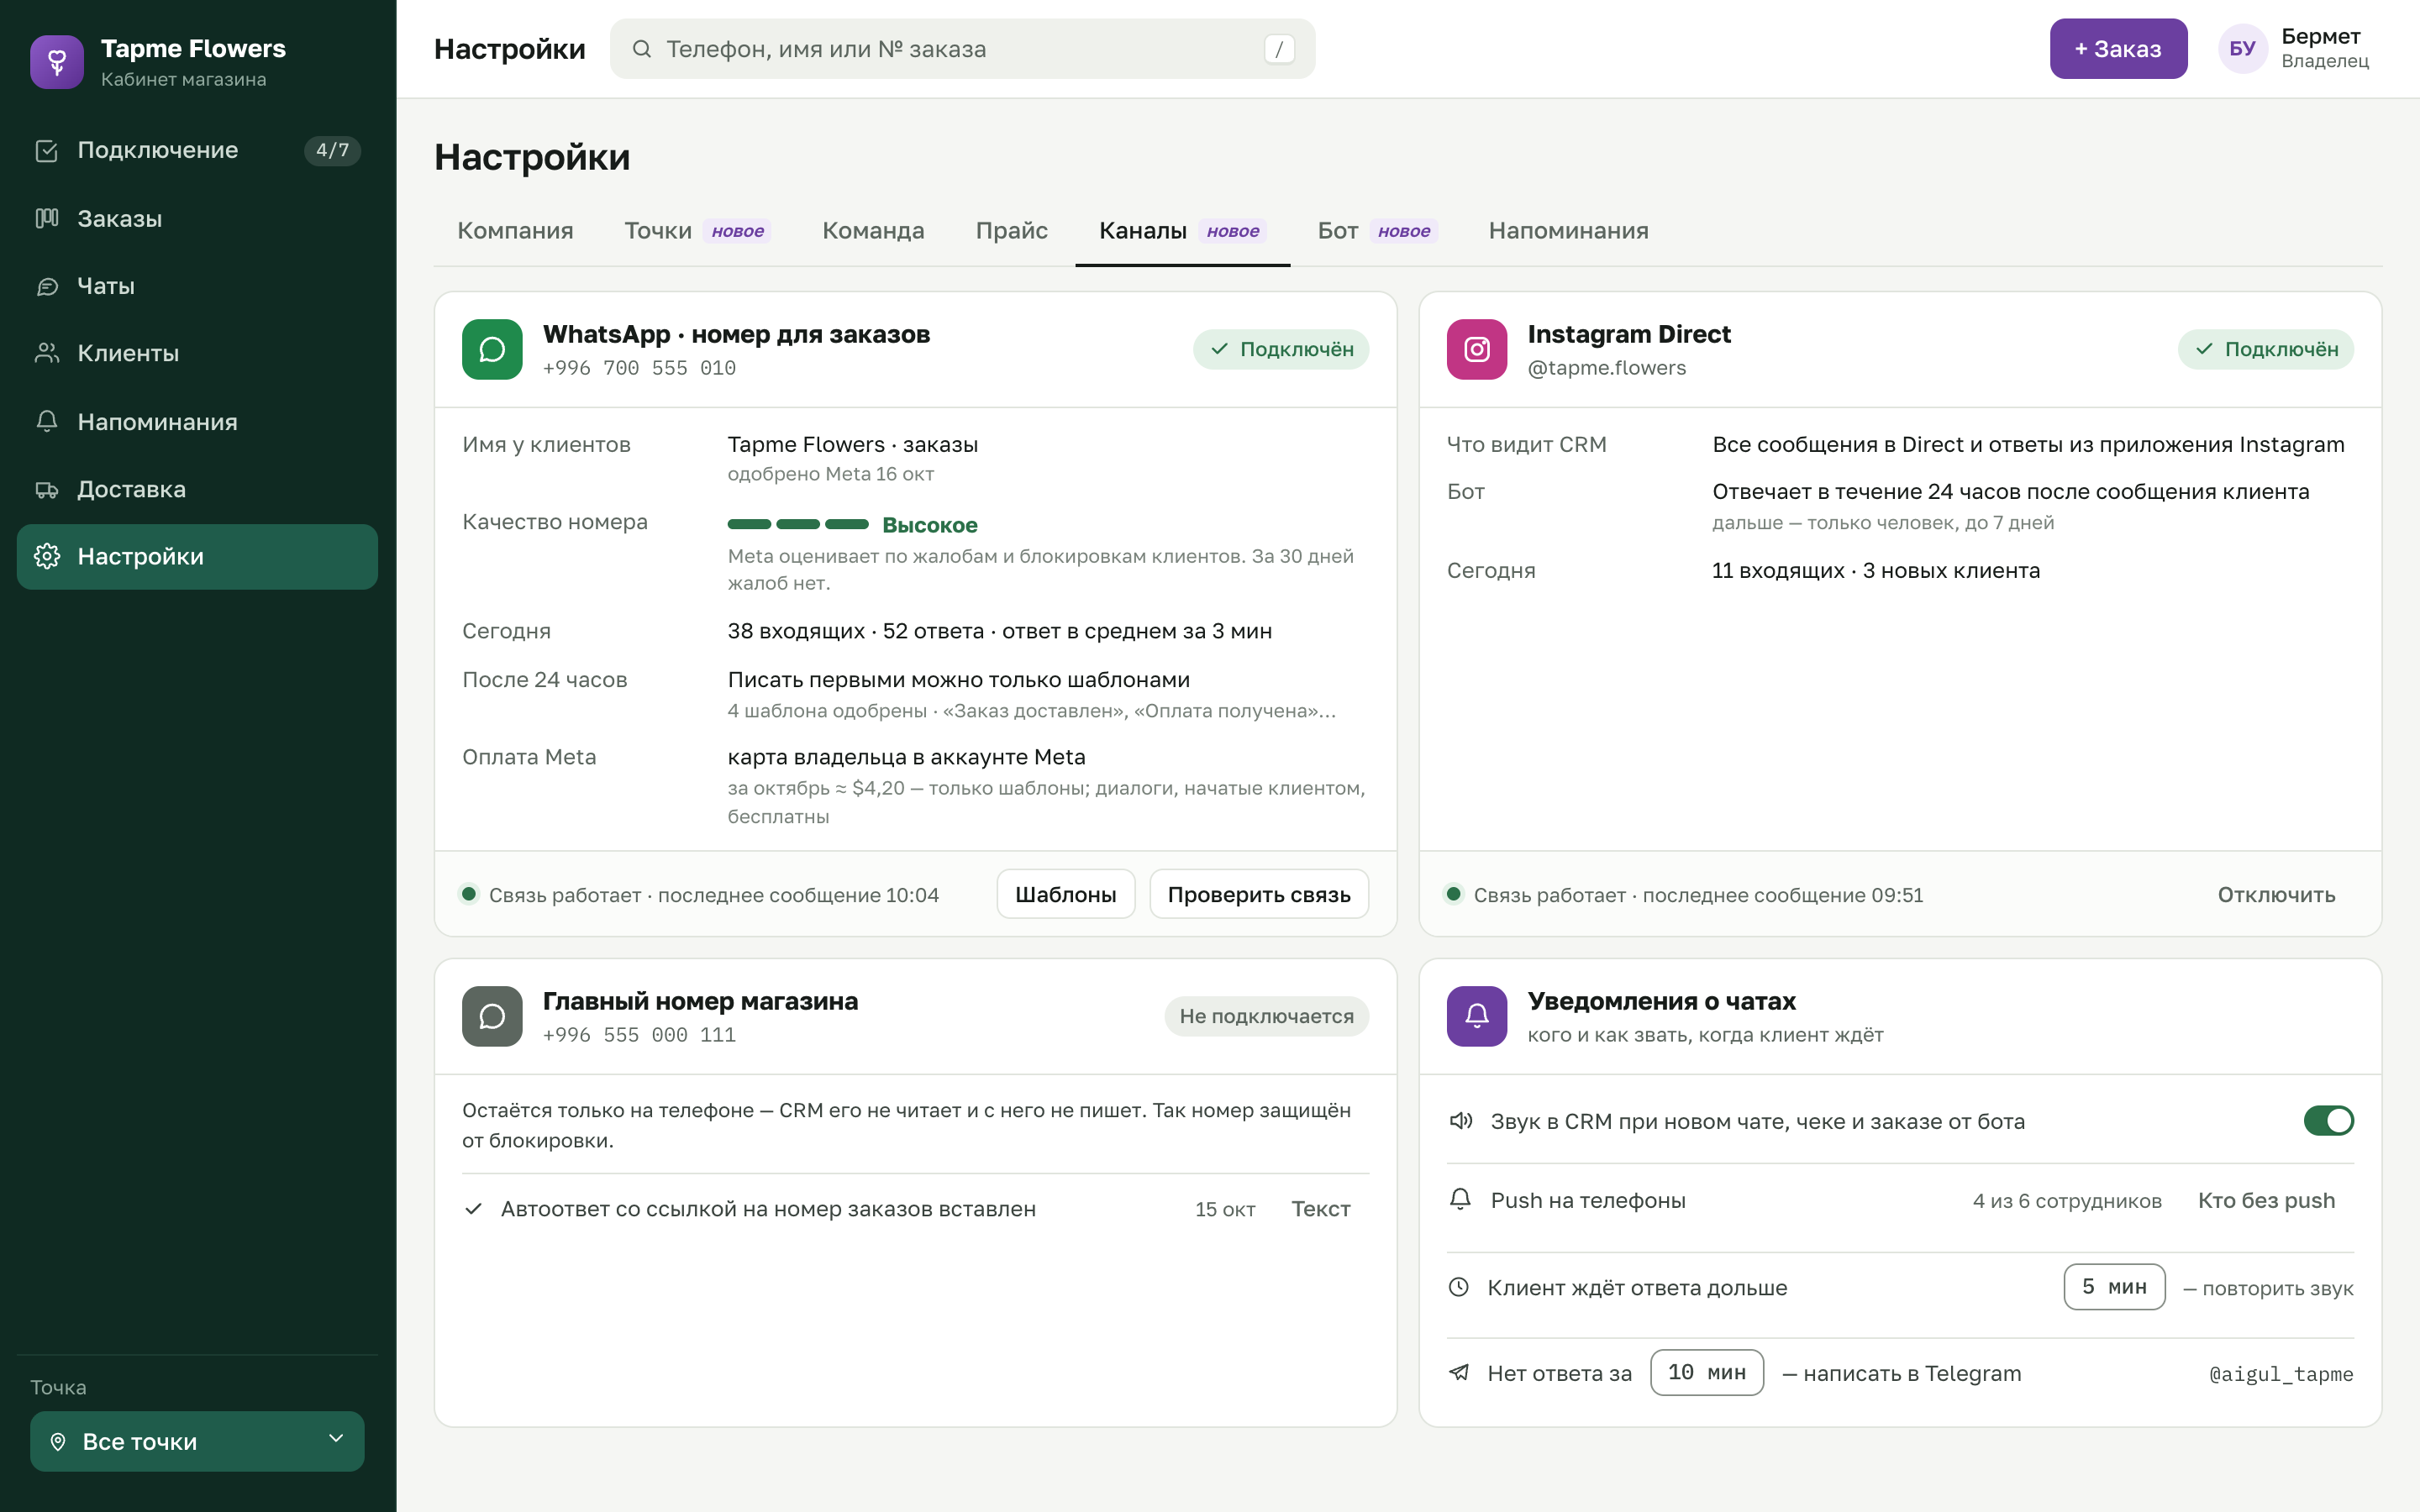 Tapme Flowers
Кабинет магазина
Подключение 4/7
Заказы
Чаты
Клиенты
Напоминания
Доставка
Настройки
Точка
Все точки
Настройки
Телефон, имя или № заказа /
+ Заказ
БУ
Бермет
Владелец
Настройки
Компания Точки новое Команда Прайс Каналы новое Бот новое Напоминания
WhatsApp · номер для заказов
+996 700 555 010
Подключён
Имя у клиентов Tapme Flowers · заказы
одобрено Meta 16 окт
Качество номера Высокое
Meta оценивает по жалобам и блокировкам клиентов. За 30 дней
жалоб нет.
Сегодня 38 входящих · 52 ответа · ответ в среднем за 3 мин
После 24 часов Писать первыми можно только шаблонами
4 шаблона одобрены · «Заказ доставлен», «Оплата получена»…
Оплата Meta карта владельца в аккаунте Meta
за октябрь ≈ $4,20 — только шаблоны; диалоги, начатые клиентом,
бесплатны
Связь работает · последнее сообщение 10:04 Шаблоны Проверить связь
Instagram Direct
@tapme.flowers
Подключён
Что видит CRM Все сообщения в Direct и ответы из приложения Instagram
Бот Отвечает в течение 24 часов после сообщения клиента
дальше — только человек, до 7 дней
Сегодня 11 входящих · 3 новых клиента
Связь работает · последнее сообщение 09:51 Отключить
Главный номер магазина
+996 555 000 111
Не подключается
Остаётся только на телефоне — CRM его не читает и с него не пишет. Так номер защищён
от блокировки.
Автоответ со ссылкой на номер заказов вставлен 15 окт Текст
Уведомления о чатах
кого и как звать, когда клиент ждёт
Звук в CRM при новом чате, чеке и заказе от бота
Push на телефоны 4 из 6 сотрудников Кто без push
Клиент ждёт ответа дольше 5 мин — повторить звук
Нет ответа за 10 мин — написать в Telegram @aigul_tapme